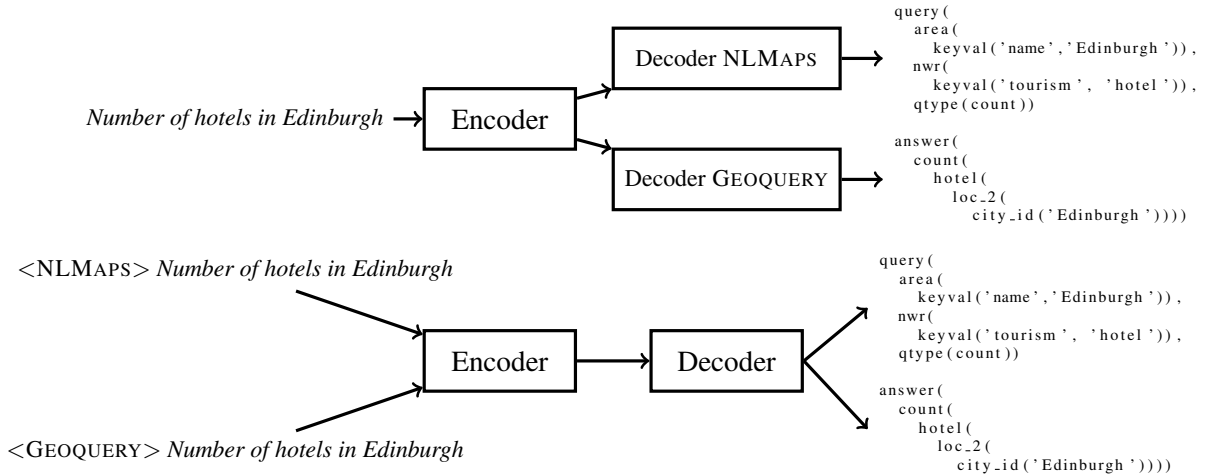 query(
area(
keyval('name','Edinburgh')),
nwr(
keyval('tourism', 'hotel')),
qtype(count))
Decoder NLMAPS
Number of hotels in Edinburgh
Encoder
Decoder GEOQUERY
answer(
count(
hotel(
loc_2(
city_id('Edinburgh'))))
<NLMAPS> Number of hotels in Edinburgh
query(
area(
keyval('name','Edinburgh')),
nwr(
keyval('tourism', 'hotel')),
qtype(count))
Encoder
Decoder
answer(
count(
hotel(
loc_2(
city_id('Edinburgh'))))
<GEOQUERY> Number of hotels in Edinburgh